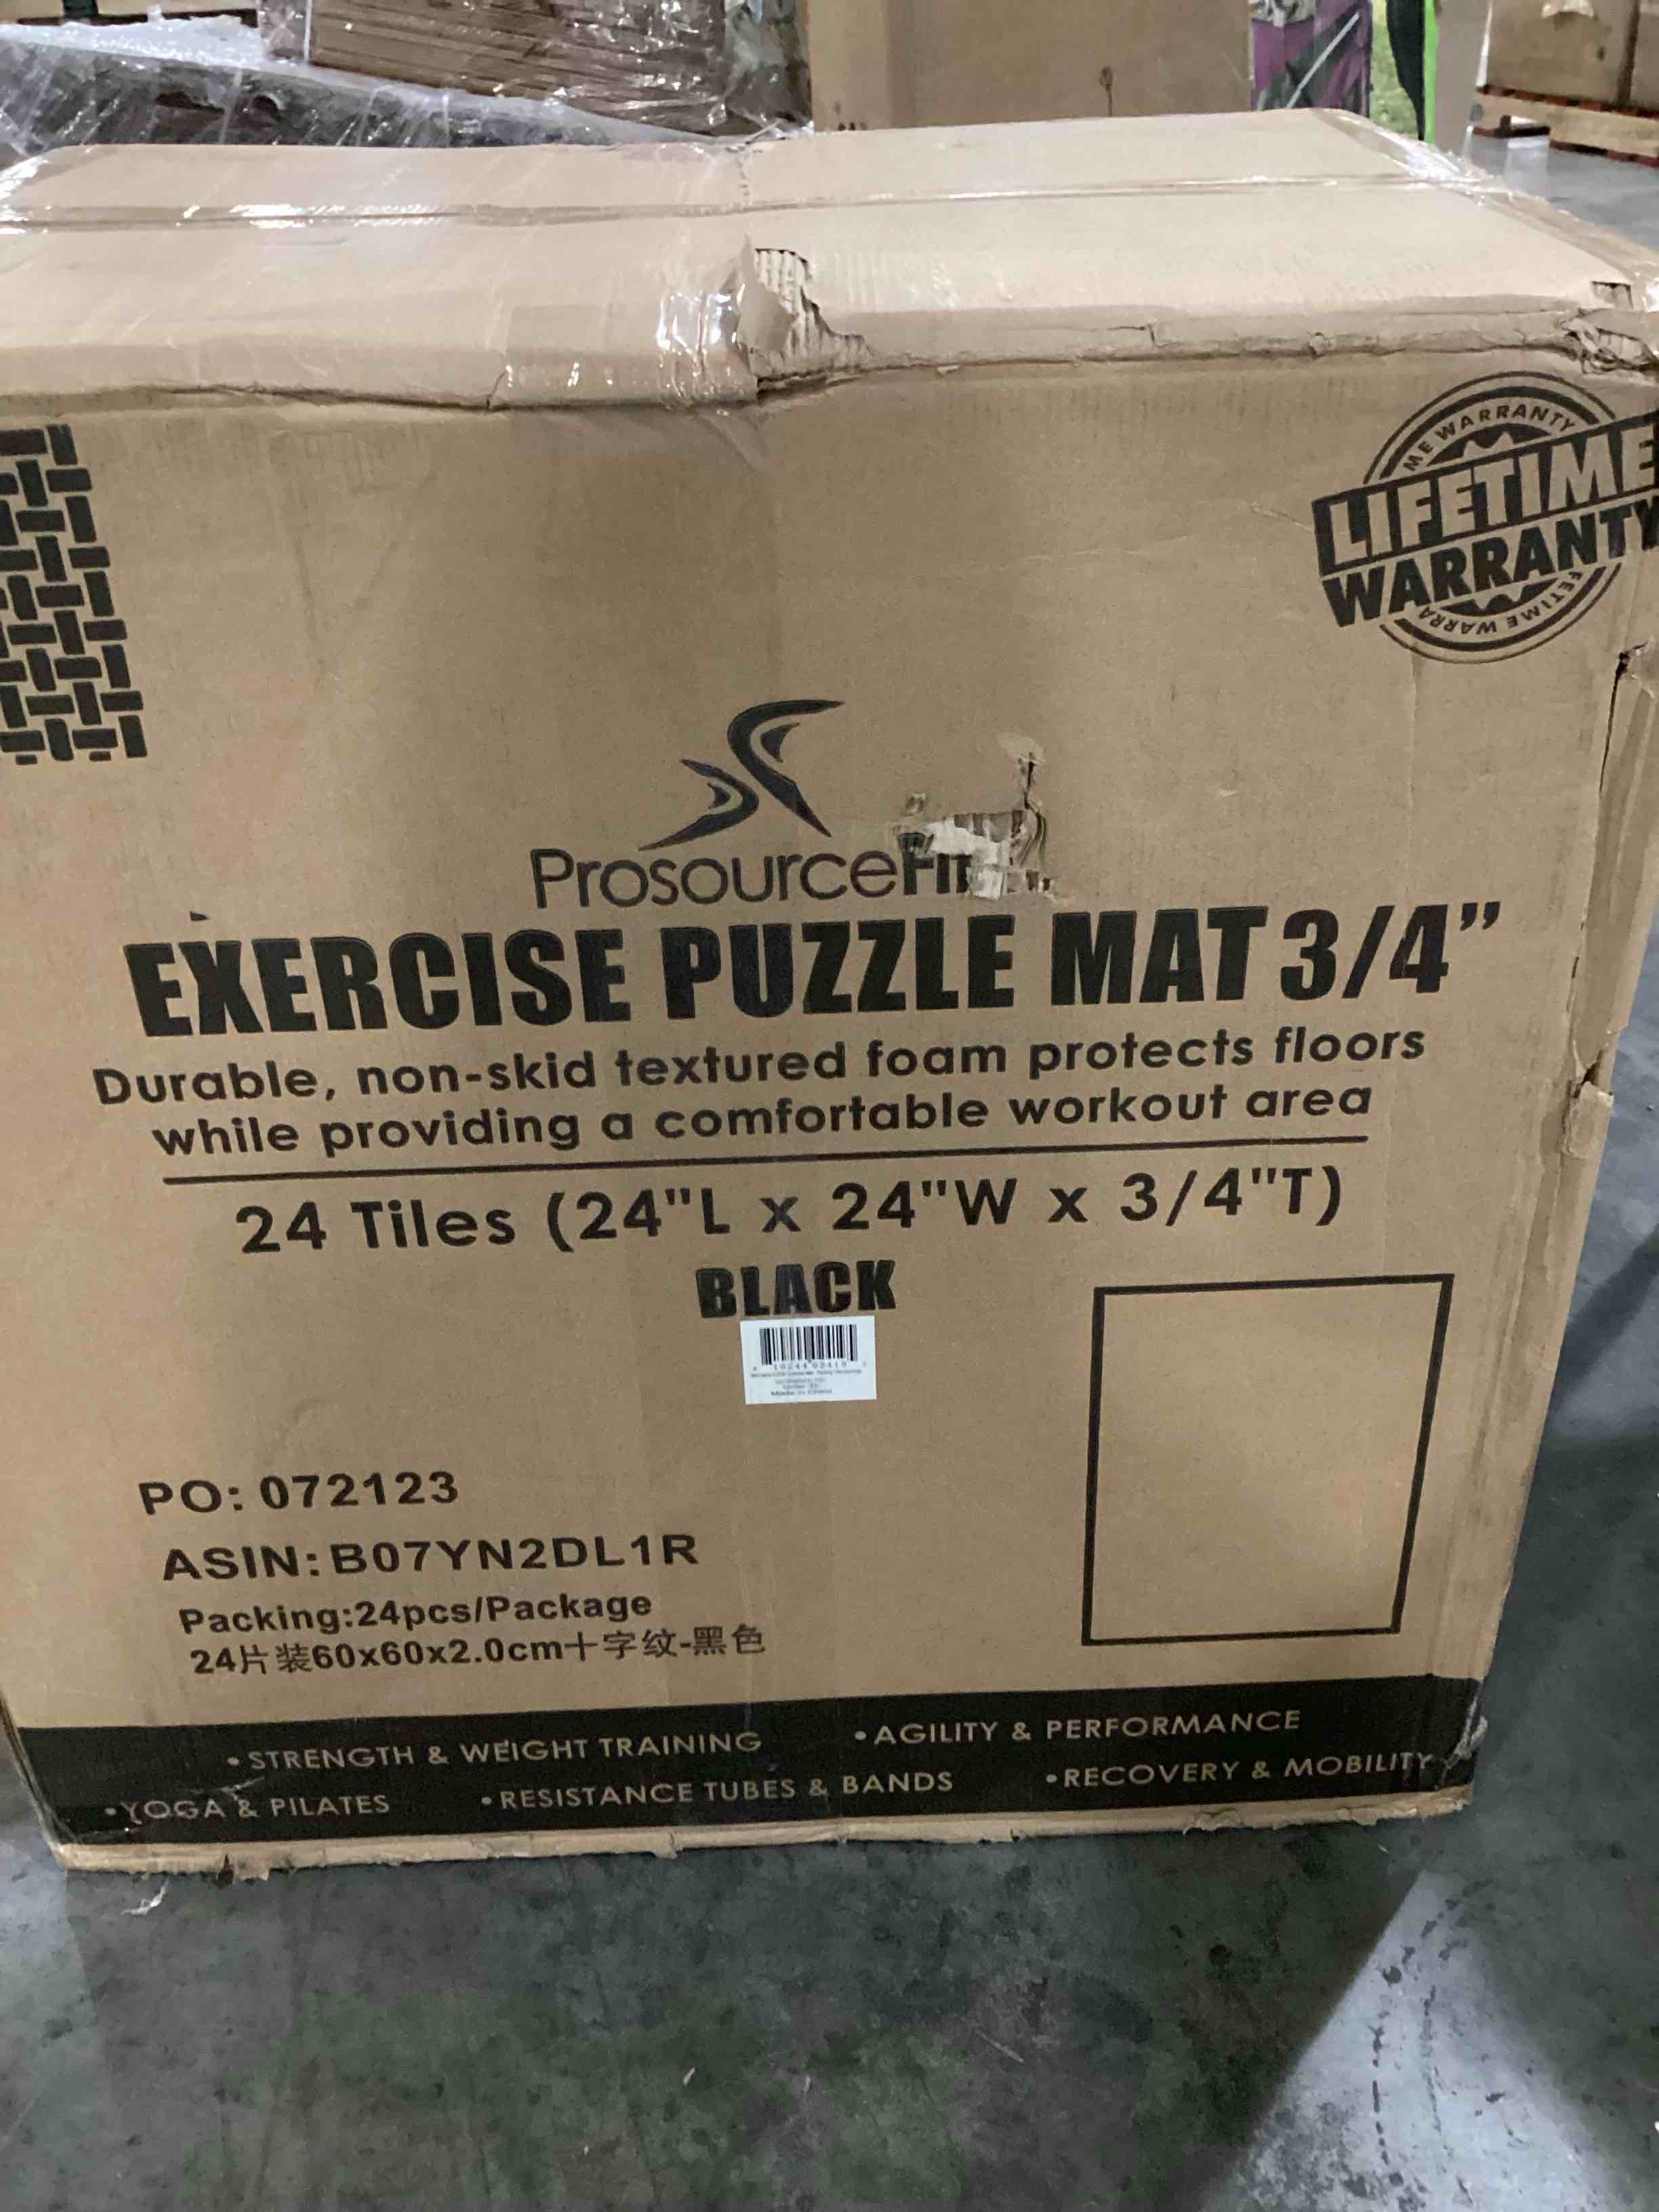 LIFETIME
WARRANTY
ProsourceFit
EXERCISE PUZZLE MAT 3/4”
Durable, non-skid textured foam protects floors
while providing a comfortable workout area
24 Tiles (24"L x 24"W x 3/4"T)
BLACK
Made in China
PO: 072123
ASIN: B07YN2DL1R
Packing:24pcs/Package
24片装60x60x2.0cm十字纹-黑色
•STRENGTH & WEIGHT TRAINING •AGILITY & PERFORMANCE
•YOGA & PILATES •RESISTANCE TUBES & BANDS •RECOVERY & MOBILITY